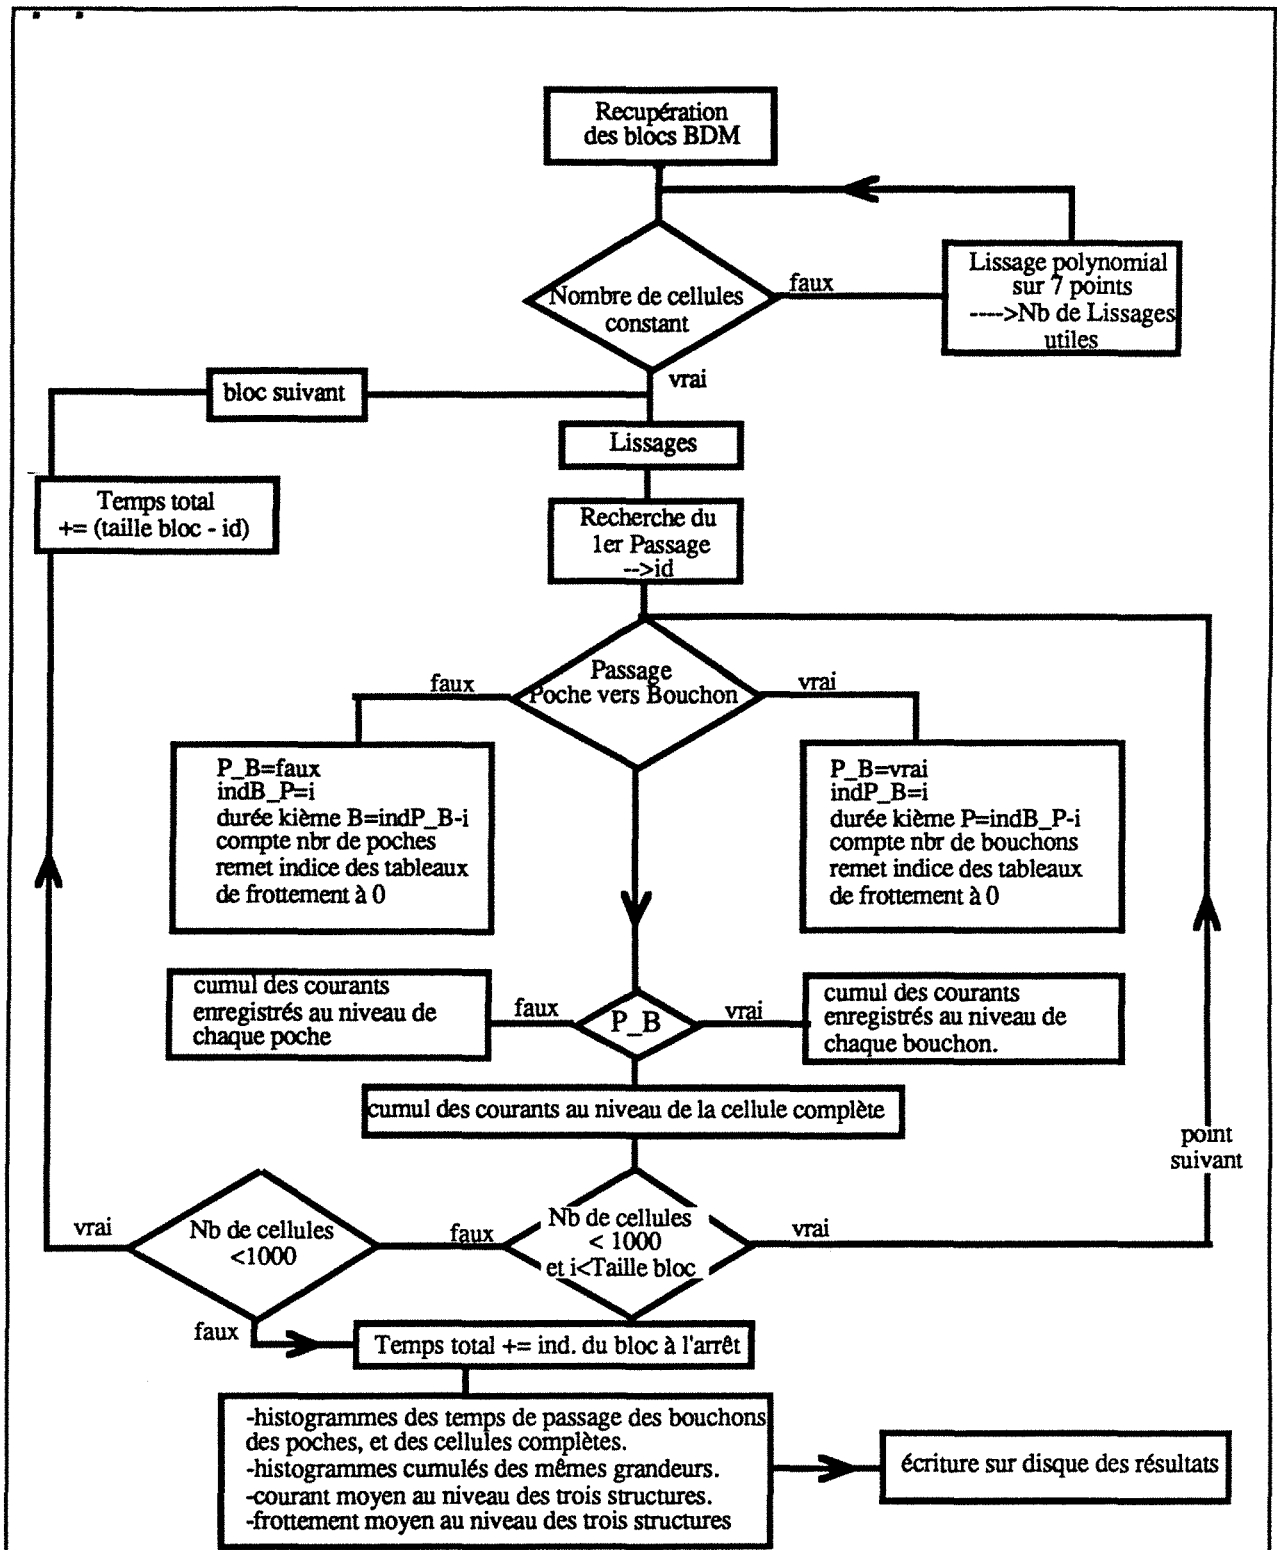 Recupération
des blocs BDM
Nombre de cellules
constant
faux
Lissage polynomial
sur 7 points
---->Nb de Lissages
utiles
vrai
bloc suivant
Lissages
Temps total
+= (taille bloc - id)
Recherche du
1er Passage
-->id
Passage
Poche vers Bouchon
faux
vrai
P_B=faux
indB_P=i
durée kième B=indP_B-i
compte nbr de poches
remet indice des tableaux
de frottement à 0
P_B=vrai
indP_B=i
durée kième P=indB_P-i
compte nbr de bouchons
remet indice des tableaux
de frottement à 0
cumul des courants
enregistrés au niveau de
chaque poche
faux
P_B
vrai
cumul des courants
enregistrés au niveau de
chaque bouchon.
cumul des courants au niveau de la cellule complète
point
suivant
vrai
Nb de cellules
<1000
faux
Nb de cellules
< 1000
et i<Taille bloc
vrai
faux
Temps total += ind. du bloc à l'arrêt
-histogrammes des temps de passage des bouchons
des poches, et des cellules complètes.
-histogrammes cumulés des mêmes grandeurs.
-courant moyen au niveau des trois structures.
-frottement moyen au niveau des trois structures
écriture sur disque des résultats